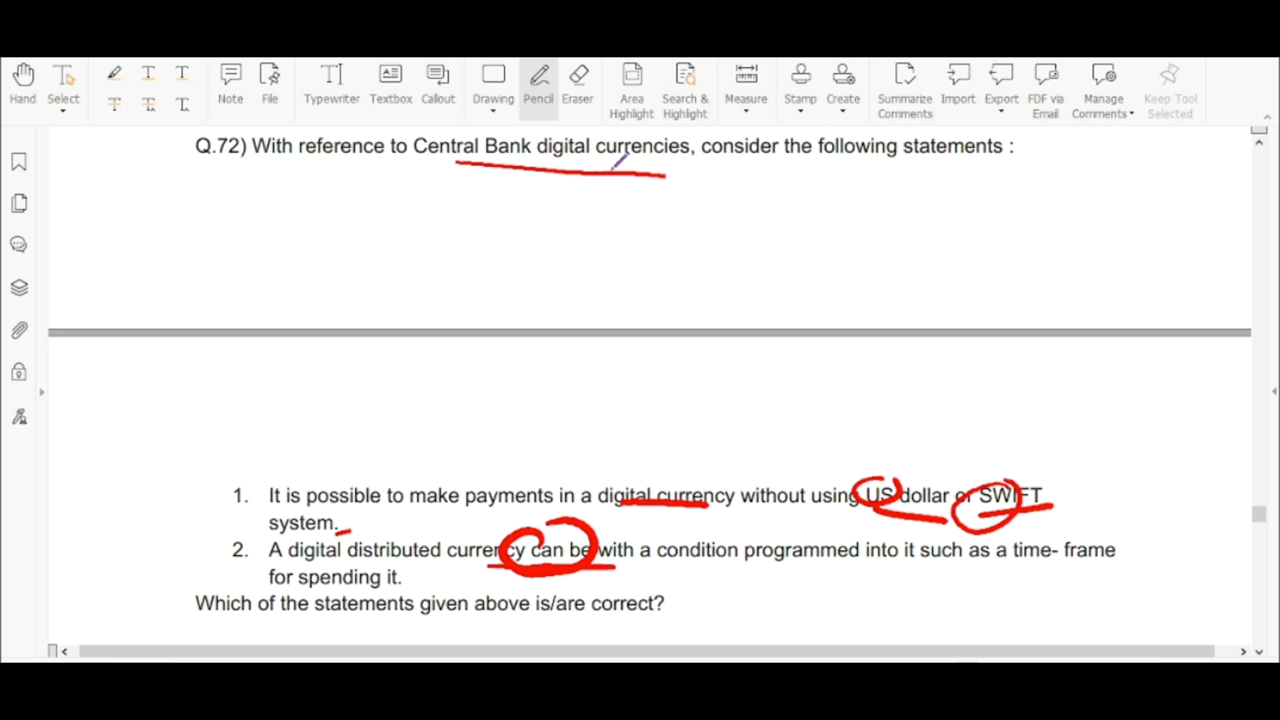 Hand Select Note File Typewriter Textbox Callout Drawing Pencil Eraser Area Highlight Search & Highlight Measure Stamp Create Summarize Comments Import Export FDF via Email Manage Comments Keep Tool Selected
Q.72) With reference to Central Bank digital currencies, consider the following statements :
1. It is possible to make payments in a digital currency without using US dollar or SWIFT
system.
2. A digital distributed currency can be with a condition programmed into it such as a time- frame
for spending it.
Which of the statements given above is/are correct?